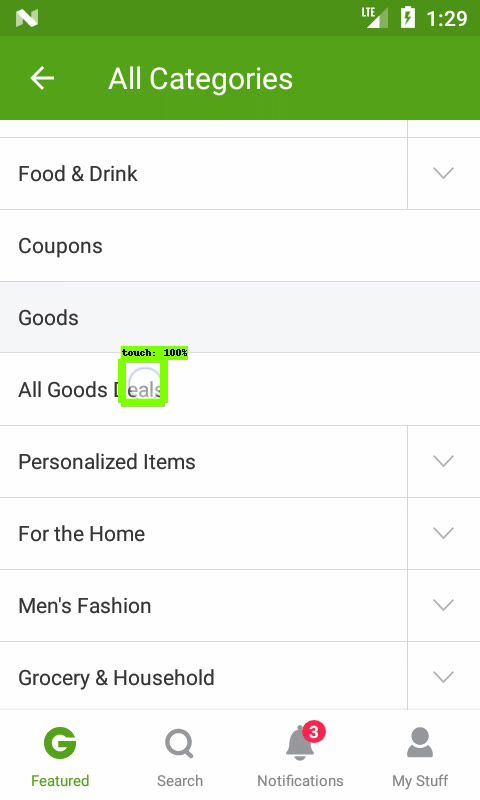 LTE 1:29
All Categories
Food & Drink
Coupons
Goods
touch: 100%
All Goods Deals
Personalized Items
For the Home
Men's Fashion
Grocery & Household
3
Featured Search Notifications My Stuff